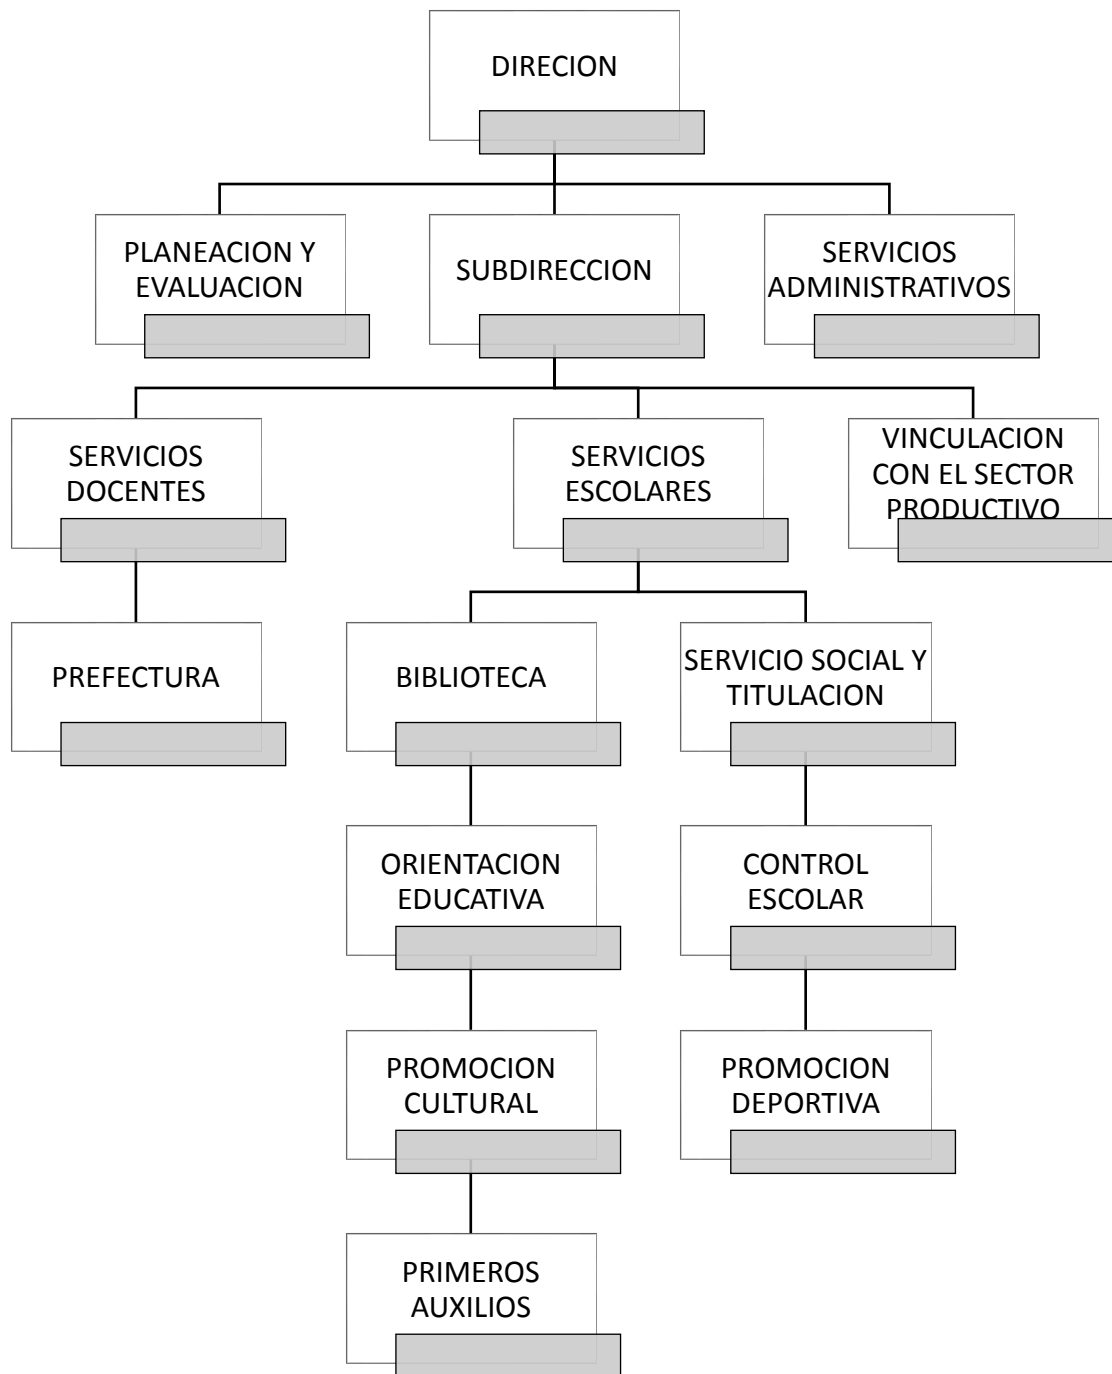 DIRECION
PLANEACION Y
EVALUACION
SUBDIRECCION
SERVICIOS
ADMINISTRATIVOS
SERVICIOS
DOCENTES
SERVICIOS
ESCOLARES
VINCULACION
CON EL SECTOR
PRODUCTIVO
PREFECTURA
BIBLIOTECA
SERVICIO SOCIAL Y
TITULACION
ORIENTACION
EDUCATIVA
CONTROL
ESCOLAR
PROMOCION
CULTURAL
PROMOCION
DEPORTIVA
PRIMEROS
AUXILIOS